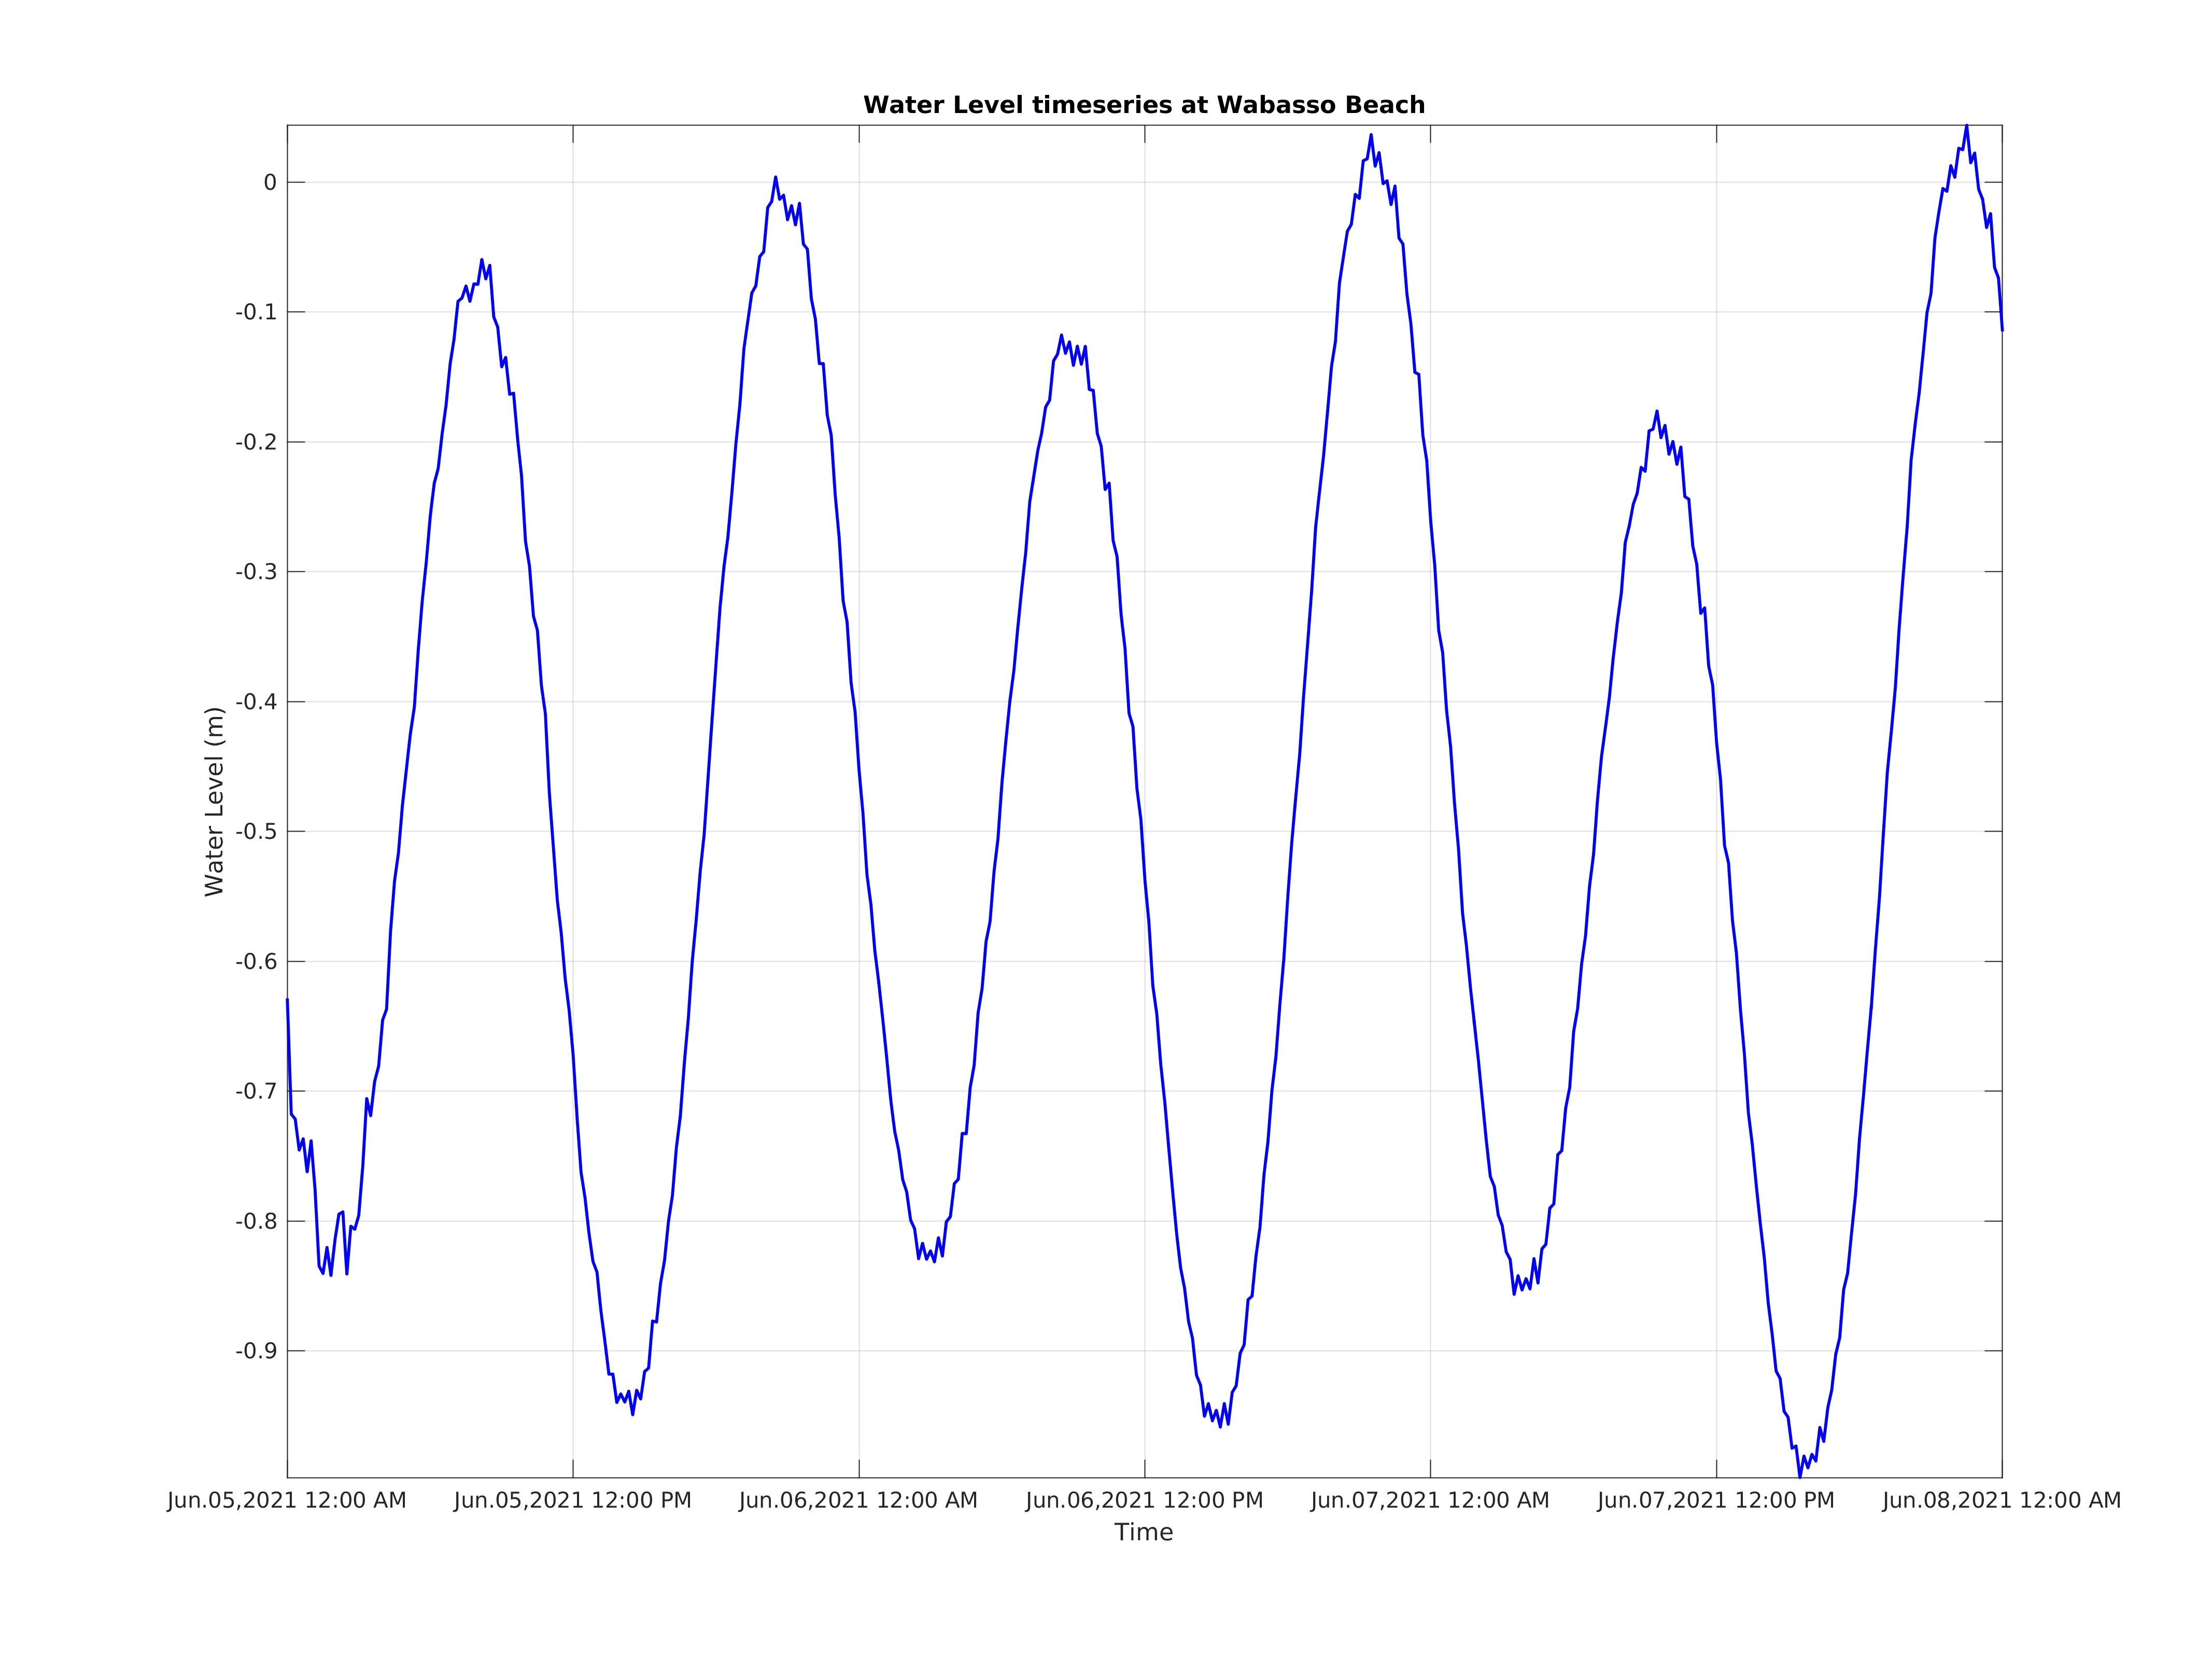 Water Level timeseries at Wabasso Beach
0
-0.1
-0.2
-0.3
-0.4
-0.5
-0.6
-0.7
-0.8
-0.9
Water Level (m)
Jun.05,2021 12:00 AM Jun.05,2021 12:00 PM Jun.06,2021 12:00 AM Jun.06,2021 12:00 PM Jun.07,2021 12:00 AM Jun.07,2021 12:00 PM Jun.08,2021 12:00 AM
Time